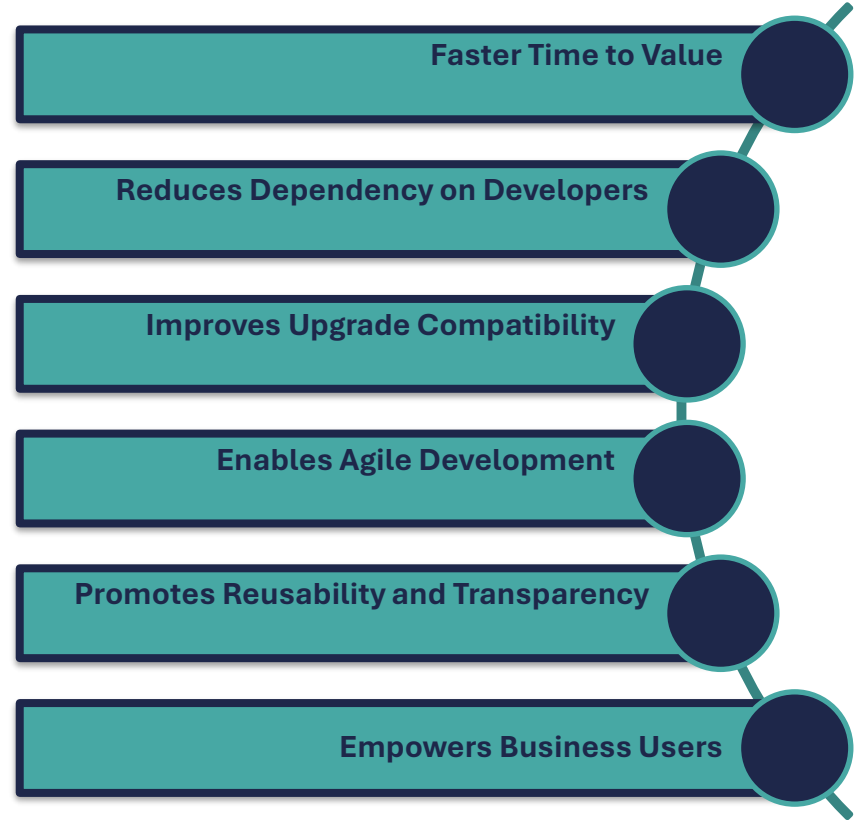 Faster Time to Value
Reduces Dependency on Developers
Improves Upgrade Compatibility
Enables Agile Development
Promotes Reusability and Transparency
Empowers Business Users